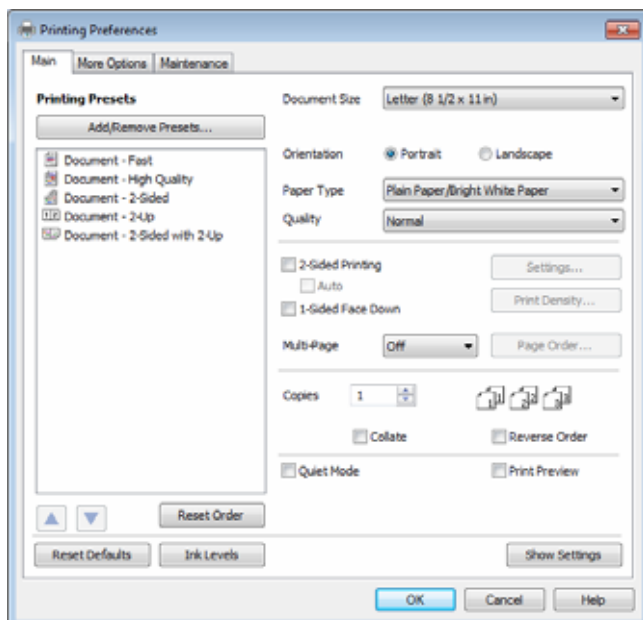 Printing Preferences
Main More Options Maintenance
Printing Presets
Add/Remove Presets...
Document - Fast
Document - High Quality
Document - 2-Sided
Document - 2-Up
Document - 2-Sided with 2-Up
Reset Order
Reset Defaults Ink Levels
Document Size Letter (8 1/2 x 11 in)
Orientation Portrait Landscape
Paper Type Plain Paper/Bright White Paper
Quality Normal
2-Sided Printing Settings...
Auto
1-Sided Face Down Print Density...
Multi-Page Off Page Order...
Copies 1
Collate Reverse Order
Quiet Mode Print Preview
Show Settings
OK Cancel Help